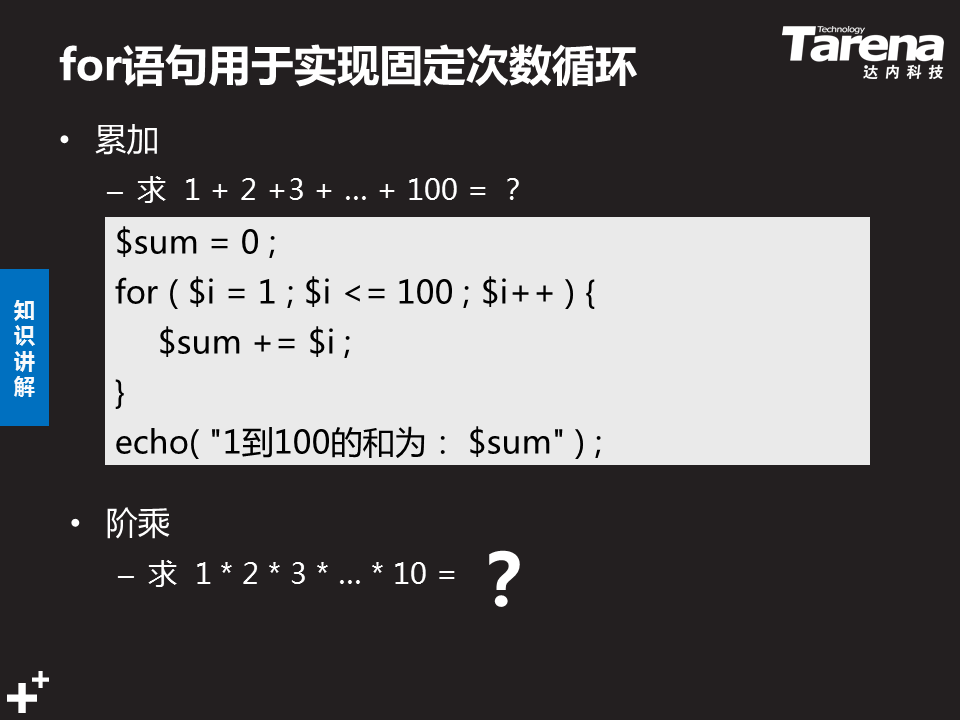 for语句用于实现固定次数循环
Technology
Tarena
达内科技
• 累加
– 求 1 + 2 +3 + … + 100 = ?
$sum = 0 ;
for ( $i = 1 ; $i <= 100 ; $i++ ) {
$sum += $i ;
}
echo( "1到100的和为： $sum" ) ;
知识讲解
• 阶乘
– 求 1 * 2 * 3 * … * 10 = ?